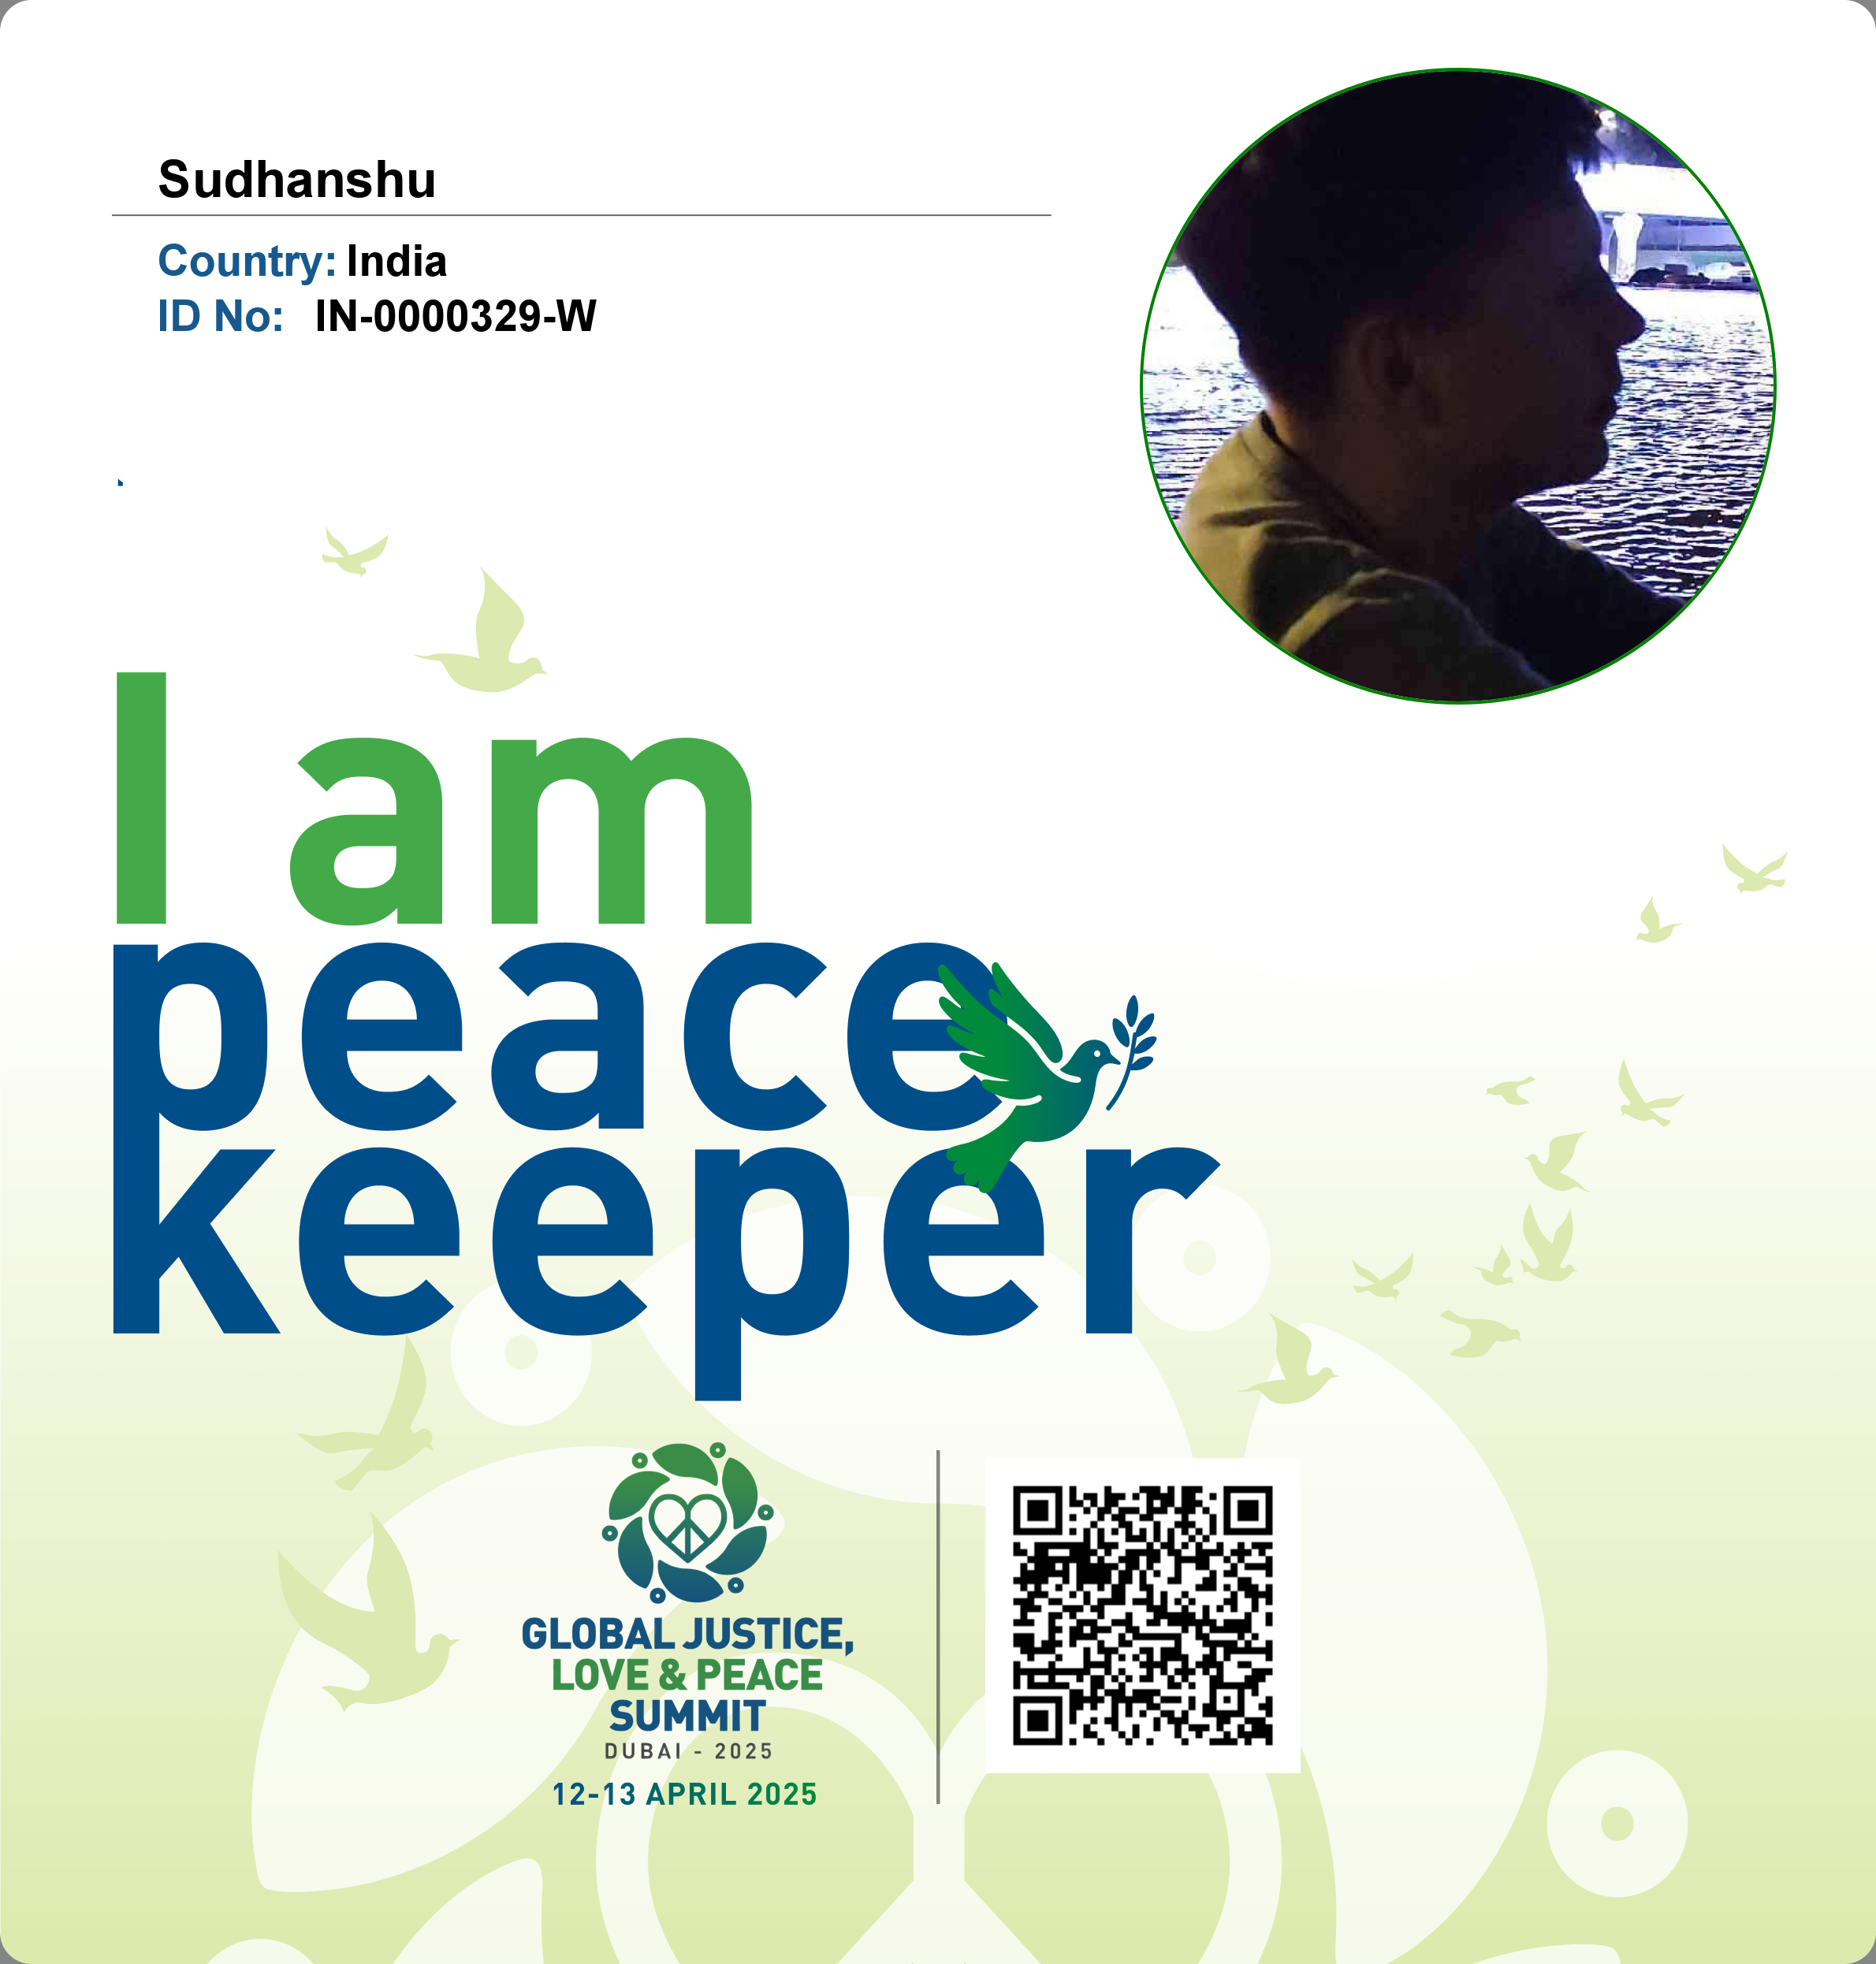 Sudhanshu
Country: India
ID No: IN-0000329-W
I am
peace
keeper
GLOBAL JUSTICE,
LOVE & PEACE
SUMMIT
DUBAI - 2025
12-13 APRIL 2025